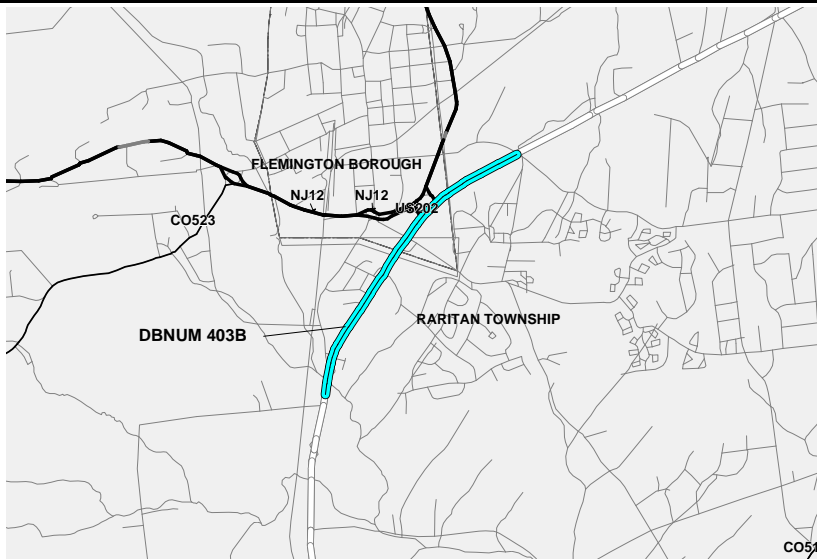 FLEMINGTON BOROUGH
NJ12
NJ12
US202
CO523
RARITAN TOWNSHIP
DBNUM 403B
CO51